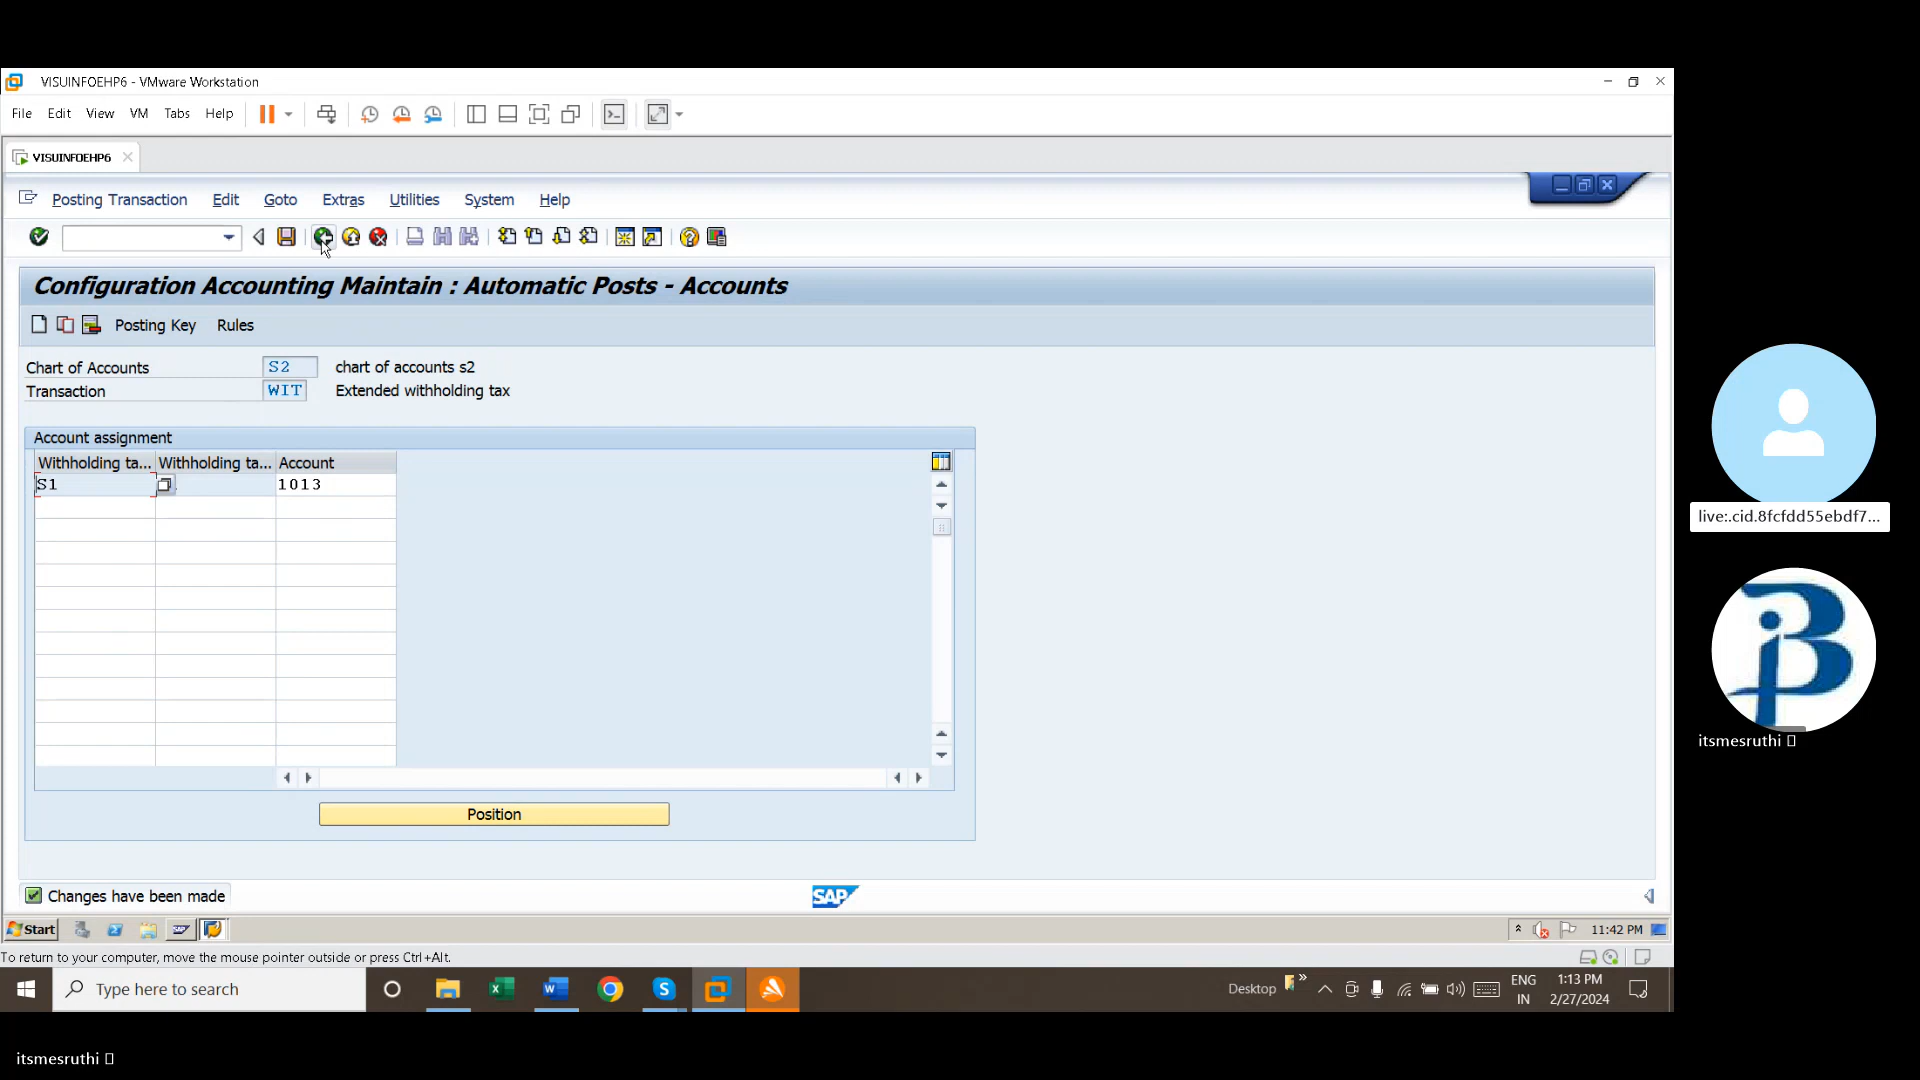 VISUINFOEHP6 - VMware Workstation
File Edit View VM Tabs Help
VISUINFOEHP6
Posting Transaction Edit Goto Extras Utilities System Help
Configuration Accounting Maintain : Automatic Posts - Accounts
Posting Key Rules
Chart of Accounts S2 chart of accounts s2
Transaction WIT Extended withholding tax
Account assignment
Withholding ta... Withholding ta... Account
S1 1013
Position
Changes have been made
SAP
Start 11:42 PM
To return to your computer, move the mouse pointer outside or press Ctrl+Alt.
Type here to search
Desktop
ENG
IN
1:13 PM
2/27/2024
live:.cid.8fcfdd55ebdf7...
itsmesruthi
itsmesruthi